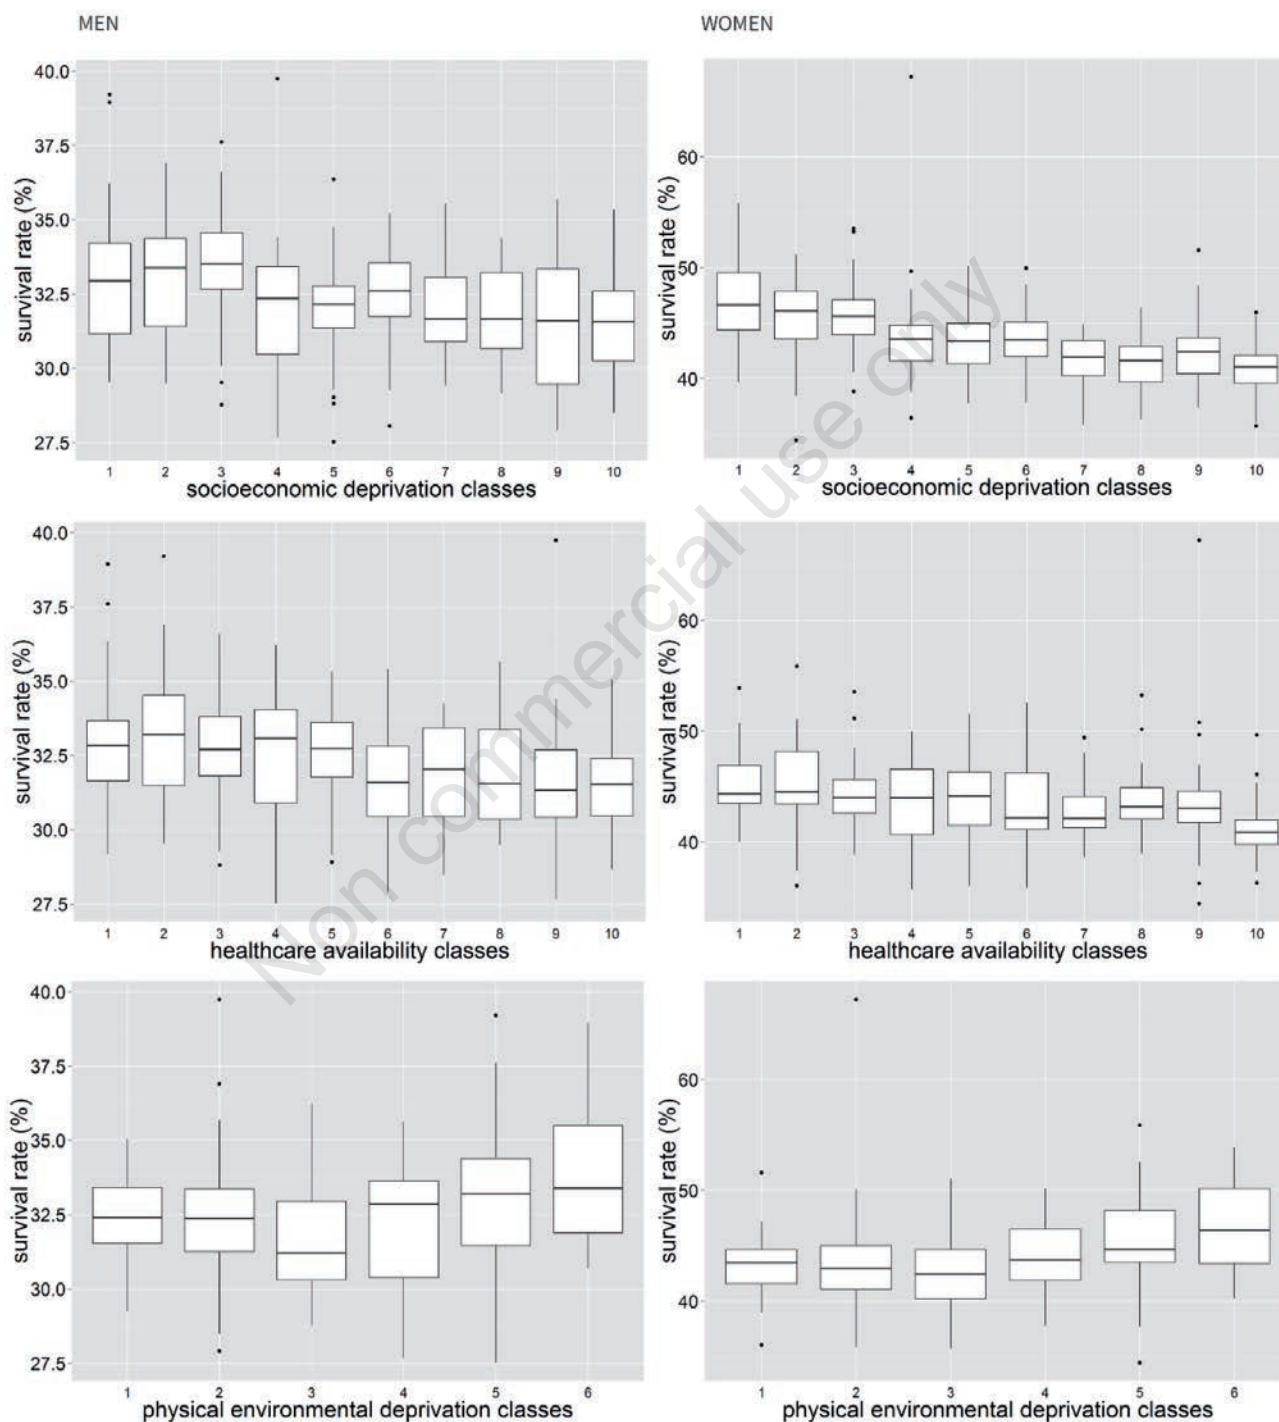 MEN
WOMEN
40.0
37.5
35.0
32.5
30.0
27.5
survival rate (%)
1 2 3 4 5 6 7 8 9 10
socioeconomic deprivation classes
60
50
40
survival rate (%)
1 2 3 4 5 6 7 8 9 10
socioeconomic deprivation classes
40.0
37.5
35.0
32.5
30.0
27.5
survival rate (%)
1 2 3 4 5 6 7 8 9 10
healthcare availability classes
60
50
40
survival rate (%)
1 2 3 4 5 6 7 8 9 10
healthcare availability classes
40.0
37.5
35.0
32.5
30.0
27.5
survival rate (%)
1 2 3 4 5 6
physical environmental deprivation classes
60
50
40
survival rate (%)
1 2 3 4 5 6
physical environmental deprivation classes
Non commercial use only